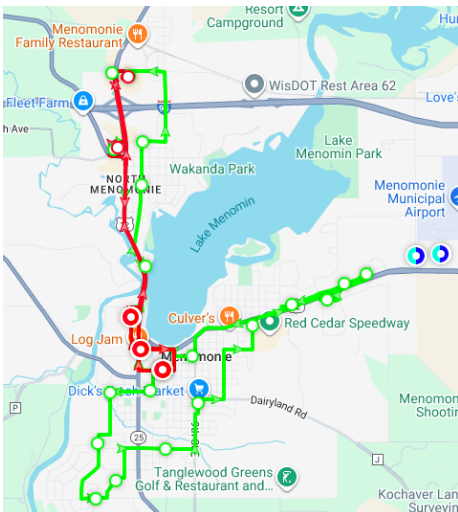 Resort
Campground
Menomonie
Family Restaurant
WisDOT Rest Area 62
Love's
Fleet Farm
h Ave
Lake
Menomin Park
Wakanda Park
NORTH
MENOMONIE
Menomonie
Municipal
Airport
Lake Menomin
Culver's
Red Cedar Speedway
Log Jam
Menomonie
Dick's Market
Dairyland Rd
Menomon
Shootin
P
25
J
Tanglewood Greens
Golf & Restaurant and...
Kochaver Lan
Surveyin